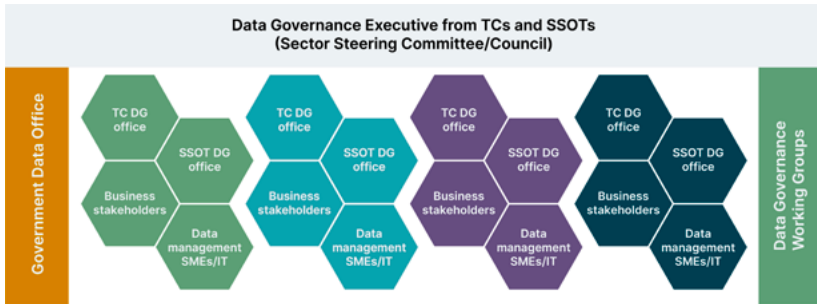 Data Governance Executive from TCs and SSOTs
(Sector Steering Committee/Council)
Government Data Office
TC DG
office
SSOT DG
office
Business
stakeholders
Data
management
SMEs/IT
TC DG
office
SSOT DG
office
Business
stakeholders
Data
management
SMEs/IT
TC DG
office
SSOT DG
office
Business
stakeholders
Data
management
SMEs/IT
TC DG
office
SSOT DG
office
Business
stakeholders
Data
management
SMEs/IT
Data Governance
Working Groups